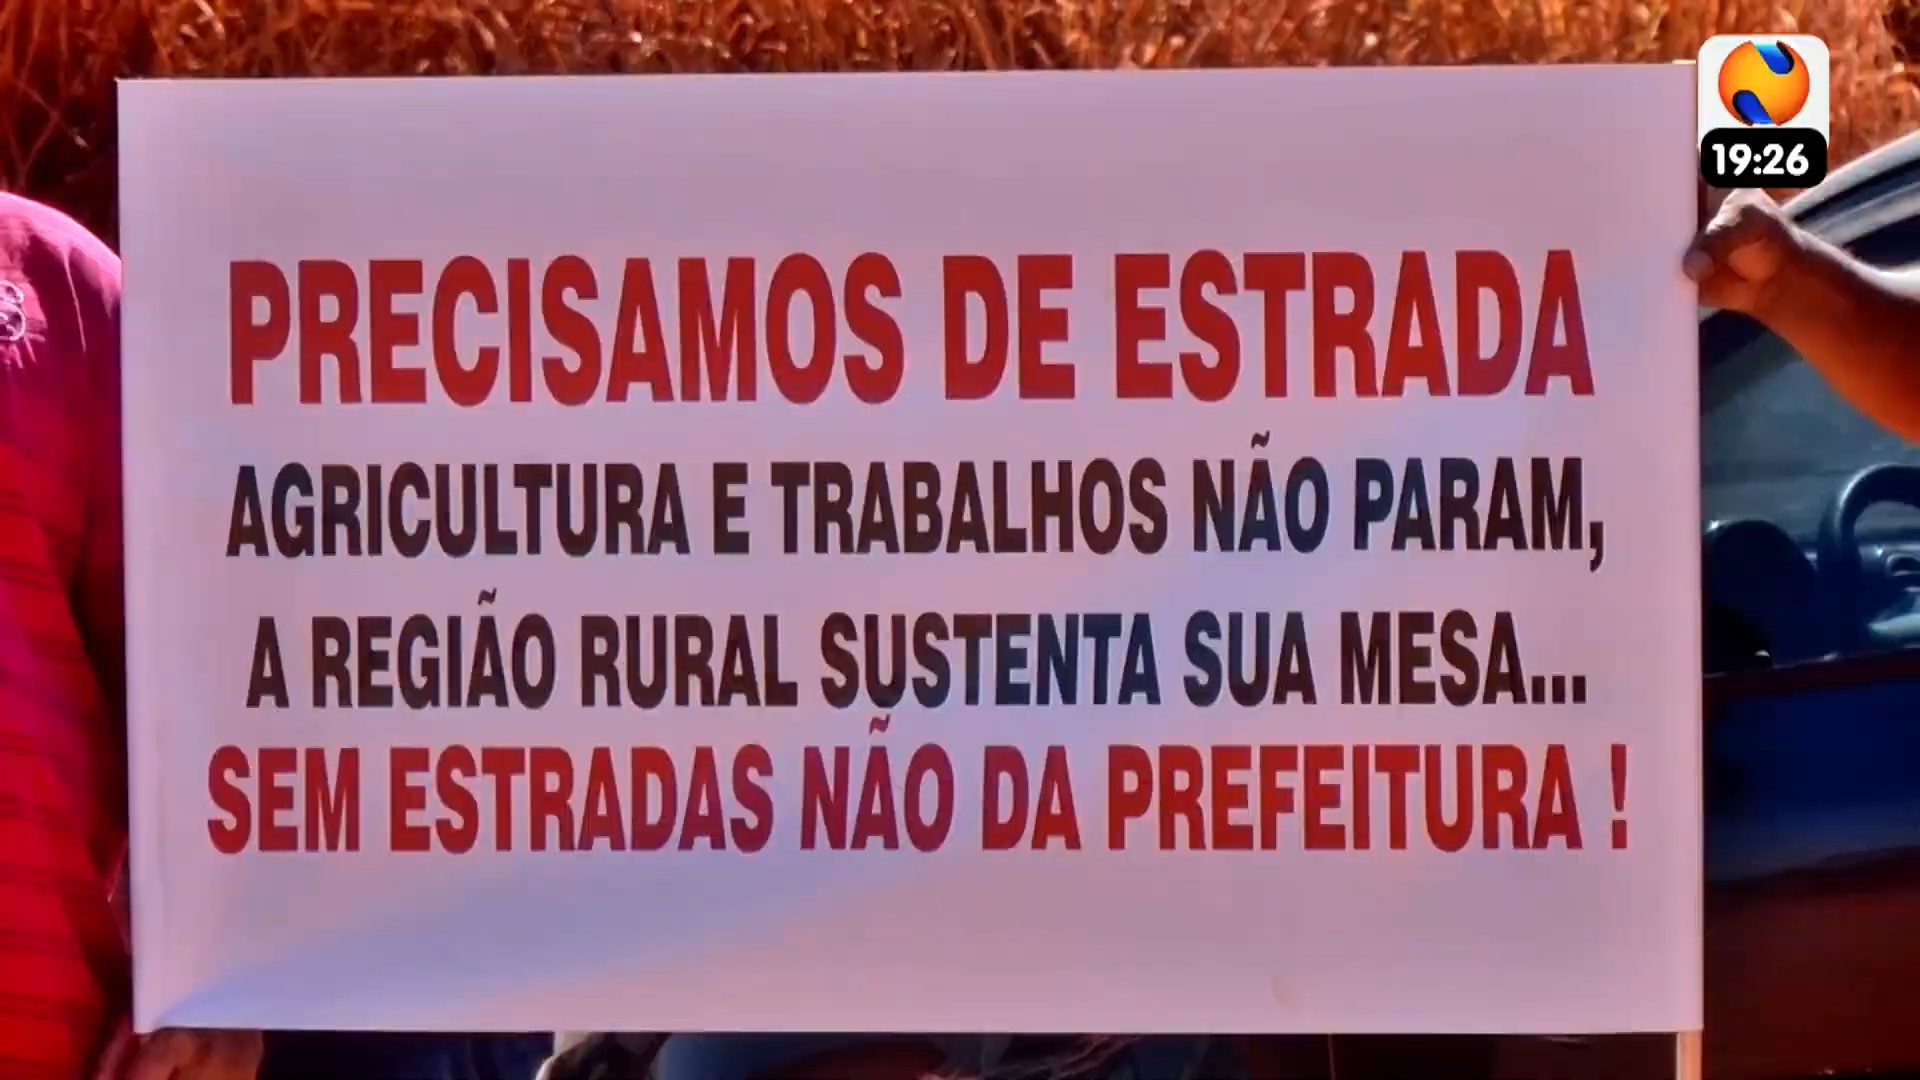 19:26
PRECISAMOS DE ESTRADA
AGRICULTURA E TRABALHOS NÃO PARAM,
A REGIÃO RURAL SUSTENTA SUA MESA...
SEM ESTRADAS NÃO DA PREFEITURA !